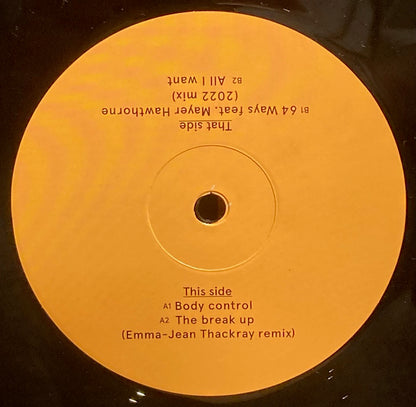 This side
A1 Body control
A2 The break up
(Emma-Jean Thackray remix)
That side
B1 64 Ways feat. Mayer Hawthorne
(2022 mix)
B2 All I want